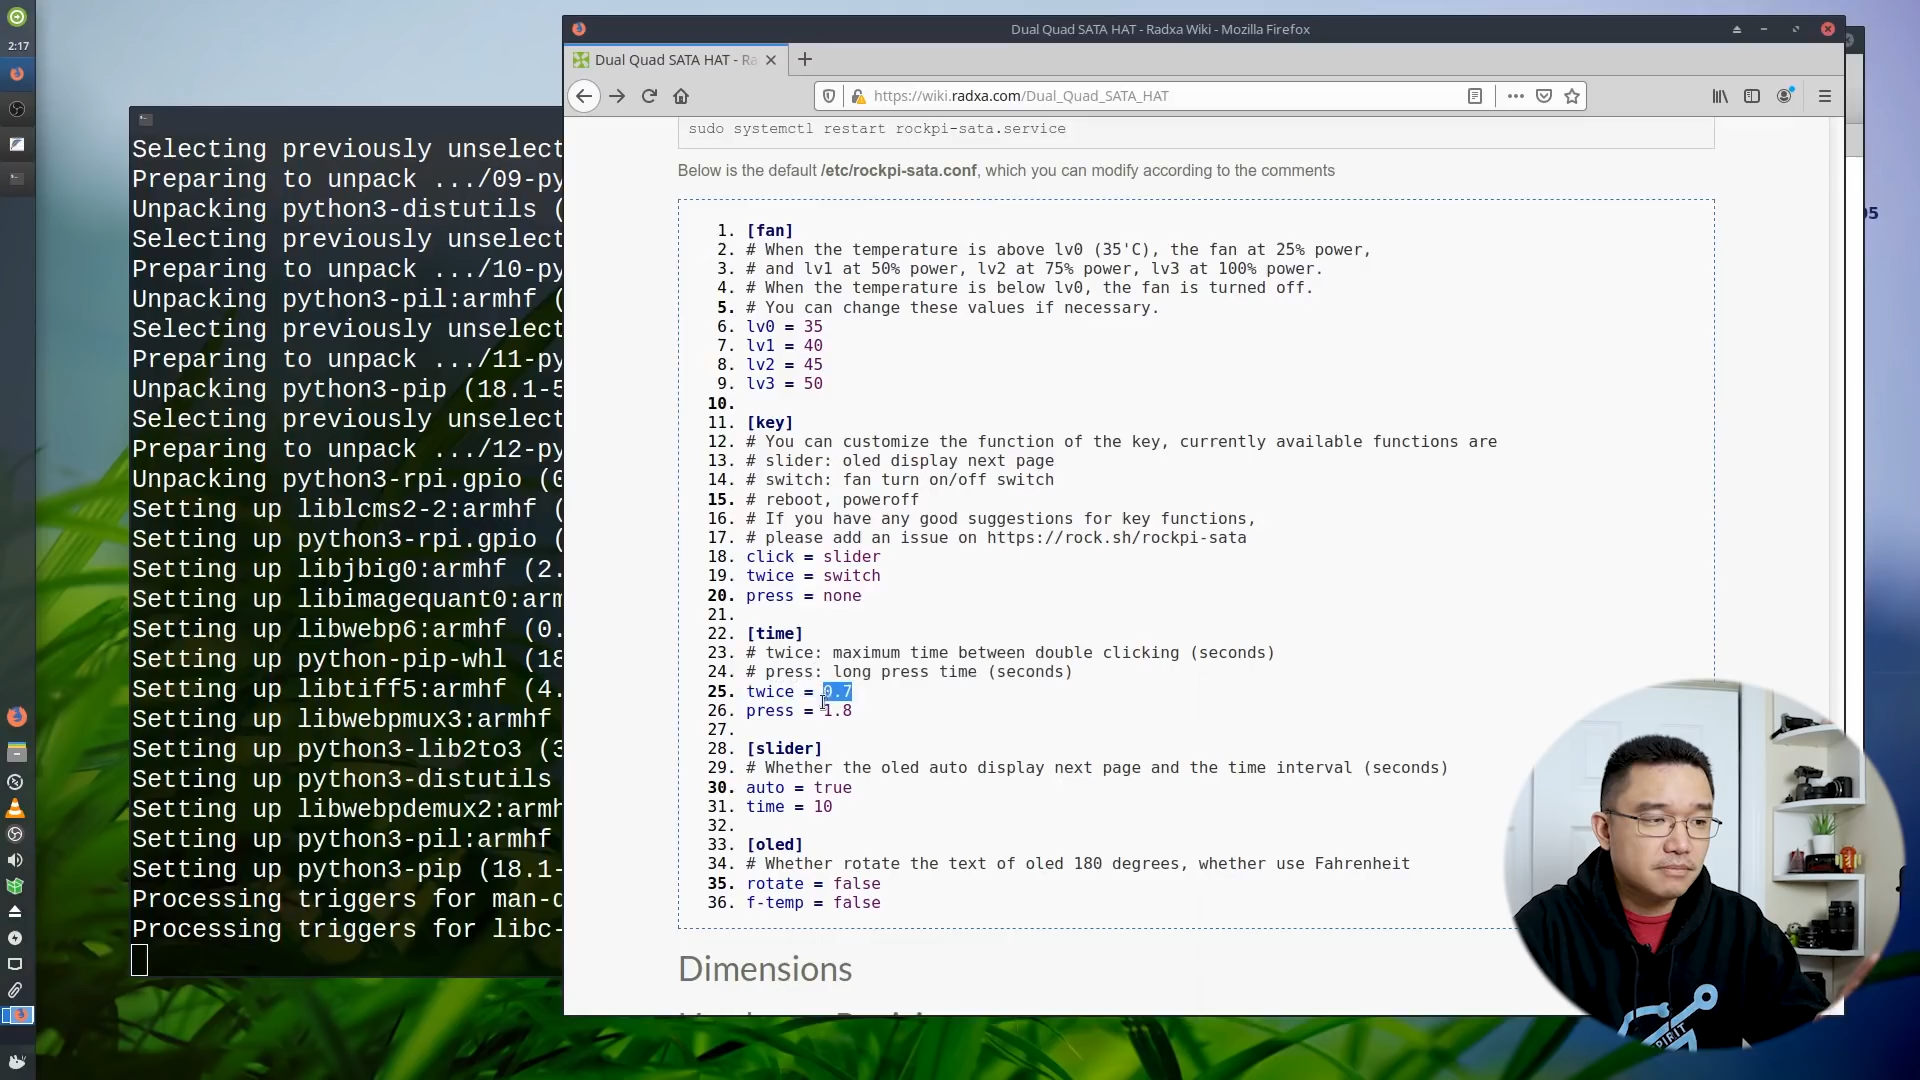 Dual Quad SATA HAT - Radxa Wiki - Mozilla Firefox
2:17
Dual Quad SATA HAT - Ra
https://wiki.radxa.com/Dual_Quad_SATA_HAT
sudo systemctl restart rockpi-sata.service
Below is the default /etc/rockpi-sata.conf, which you can modify according to the comments
1. [fan]
2. # When the temperature is above lv0 (35'C), the fan at 25% power,
3. # and lv1 at 50% power, lv2 at 75% power, lv3 at 100% power.
4. # When the temperature is below lv0, the fan is turned off.
5. # You can change these values if necessary.
6. lv0 = 35
7. lv1 = 40
8. lv2 = 45
9. lv3 = 50
10.
11. [key]
12. # You can customize the function of the key, currently available functions are
13. # slider: oled display next page
14. # switch: fan turn on/off switch
15. # reboot, poweroff
16. # If you have any good suggestions for key functions,
17. # please add an issue on https://rock.sh/rockpi-sata
18. click = slider
19. twice = switch
20. press = none
21.
22. [time]
23. # twice: maximum time between double clicking (seconds)
24. # press: long press time (seconds)
25. twice = 0.7
26. press = 1.8
27.
28. [slider]
29. # Whether the oled auto display next page and the time interval (seconds)
30. auto = true
31. time = 10
32.
33. [oled]
34. # Whether rotate the text of oled 180 degrees, whether use Fahrenheit
35. rotate = false
36. f-temp = false
Dimensions
Selecting previously unselect
Preparing to unpack .../09-py
Unpacking python3-distutils (
Selecting previously unselect
Preparing to unpack .../10-py
Unpacking python3-pil:armhf (
Selecting previously unselect
Preparing to unpack .../11-py
Unpacking python3-pip (18.1-5
Selecting previously unselect
Preparing to unpack .../12-py
Unpacking python3-rpi.gpio (0
Setting up liblcms2-2:armhf (
Setting up python3-rpi.gpio (
Setting up libjbig0:armhf (2.
Setting up libimagequant0:arm
Setting up libwebp6:armhf (0.
Setting up python-pip-whl (18
Setting up libtiff5:armhf (4.
Setting up libwebpmux3:armhf
Setting up python3-lib2to3 (3
Setting up python3-distutils
Setting up libwebpdemux2:armh
Setting up python3-pil:armhf
Setting up python3-pip (18.1-
Processing triggers for man-d
Processing triggers for libc-
05
PIRIT